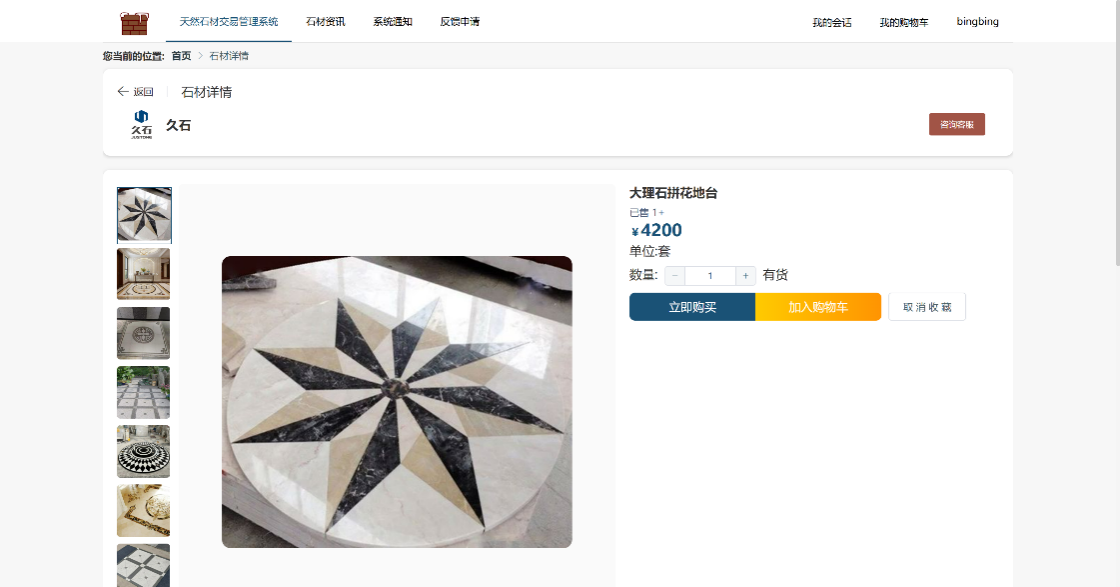 天然石材交易管理系统 石材资讯 系统通知 反馈申请 我的会话 我的购物车 bingbing
您当前的位置: 首页 > 石材详情
← 返回 石材详情
久石
JIUSTONE
久石
咨询客服
大理石拼花地台
已售 1+
¥4200
单位:套
数量: − 1 + 有货
立即购买 加入购物车 取消收藏